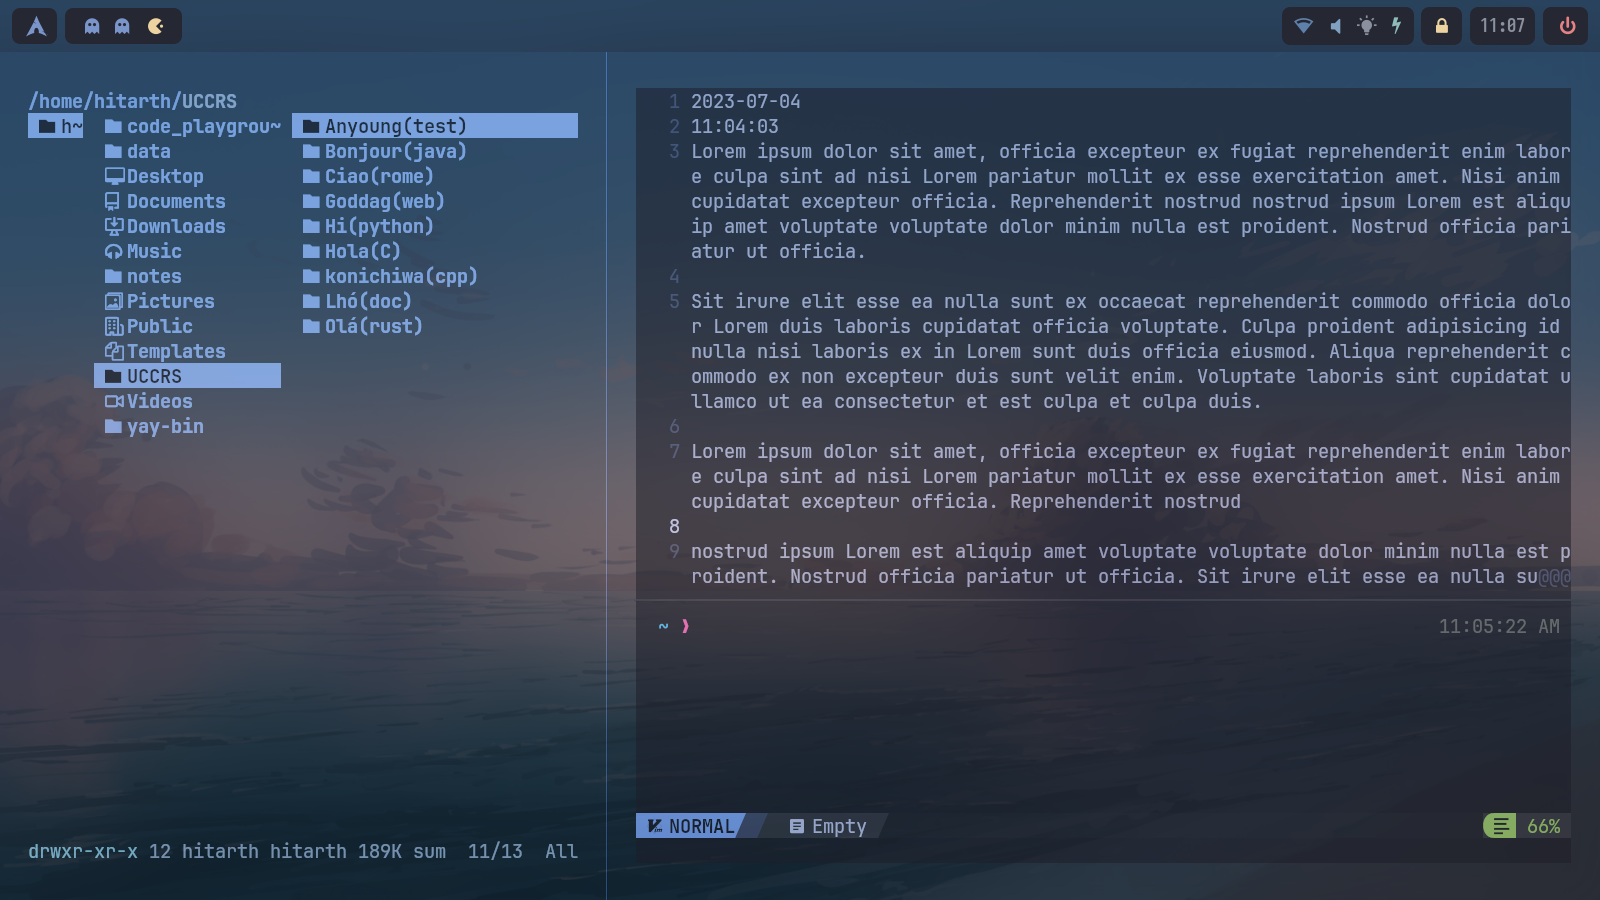 11:07
/home/hitarth/UCCRS
h~
code_playgrou~
data
Desktop
Documents
Downloads
Music
notes
Pictures
Public
Templates
UCCRS
Videos
yay-bin
Anyoung(test)
Bonjour(java)
Ciao(rome)
Goddag(web)
Hi(python)
Hola(C)
konichiwa(cpp)
Lhó(doc)
Olá(rust)
drwxr-xr-x 12 hitarth hitarth 189K sum 11/13 All
1 2023-07-04
2 11:04:03
3 Lorem ipsum dolor sit amet, officia excepteur ex fugiat reprehenderit enim labor
e culpa sint ad nisi Lorem pariatur mollit ex esse exercitation amet. Nisi anim
cupidatat excepteur officia. Reprehenderit nostrud nostrud ipsum Lorem est aliqu
ip amet voluptate voluptate dolor minim nulla est proident. Nostrud officia pari
atur ut officia.
4
5 Sit irure elit esse ea nulla sunt ex occaecat reprehenderit commodo officia dolo
r Lorem duis laboris cupidatat officia voluptate. Culpa proident adipisicing id
nulla nisi laboris ex in Lorem sunt duis officia eiusmod. Aliqua reprehenderit c
ommodo ex non excepteur duis sunt velit enim. Voluptate laboris sint cupidatat u
llamco ut ea consectetur et est culpa et culpa duis.
6
7 Lorem ipsum dolor sit amet, officia excepteur ex fugiat reprehenderit enim labor
e culpa sint ad nisi Lorem pariatur mollit ex esse exercitation amet. Nisi anim
cupidatat excepteur officia. Reprehenderit nostrud
8
9 nostrud ipsum Lorem est aliquip amet voluptate voluptate dolor minim nulla est p
roident. Nostrud officia pariatur ut officia. Sit irure elit esse ea nulla su@@@
~ ❯ 11:05:22 AM
NORMAL Empty 66%